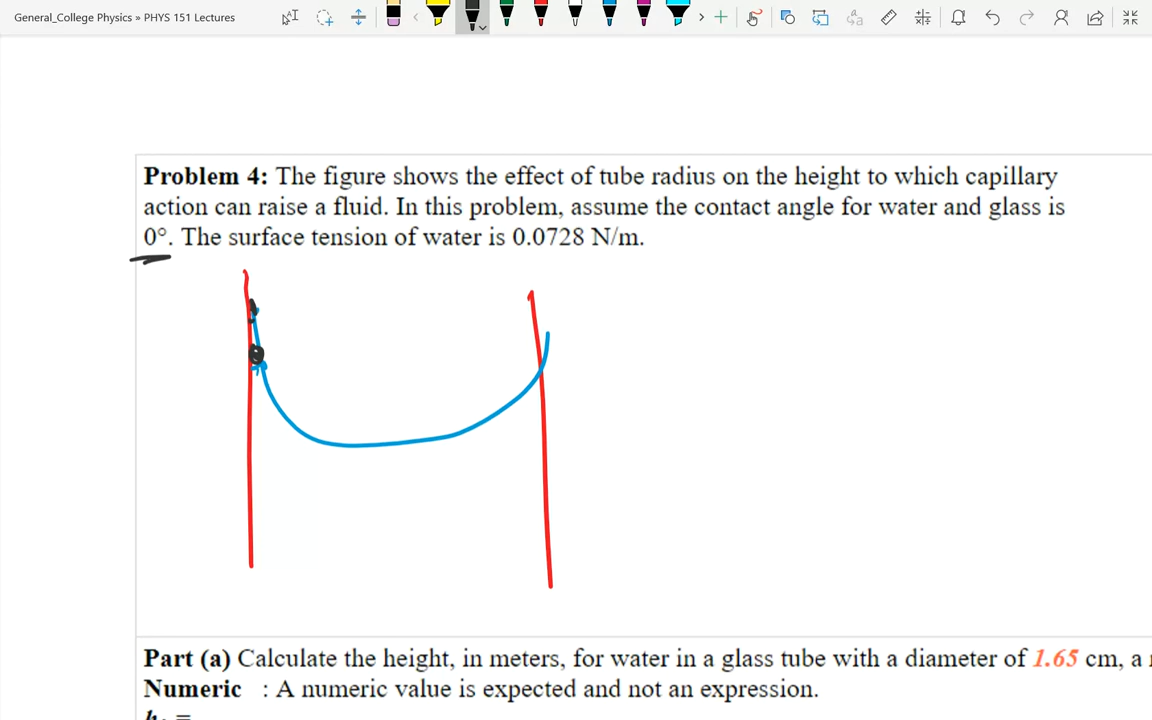 General_College Physics » PHYS 151 Lectures
Problem 4: The figure shows the effect of tube radius on the height to which capillary
action can raise a fluid. In this problem, assume the contact angle for water and glass is
0°. The surface tension of water is 0.0728 N/m.
Part (a) Calculate the height, in meters, for water in a glass tube with a diameter of 1.65 cm, a
Numeric : A numeric value is expected and not an expression.